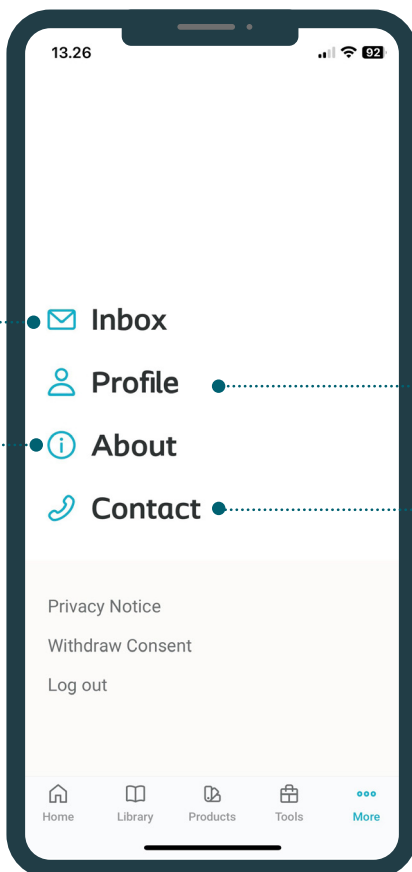 13.26
92
Inbox
Profile
About
Contact
Privacy Notice
Withdraw Consent
Log out
Home Library Products Tools More